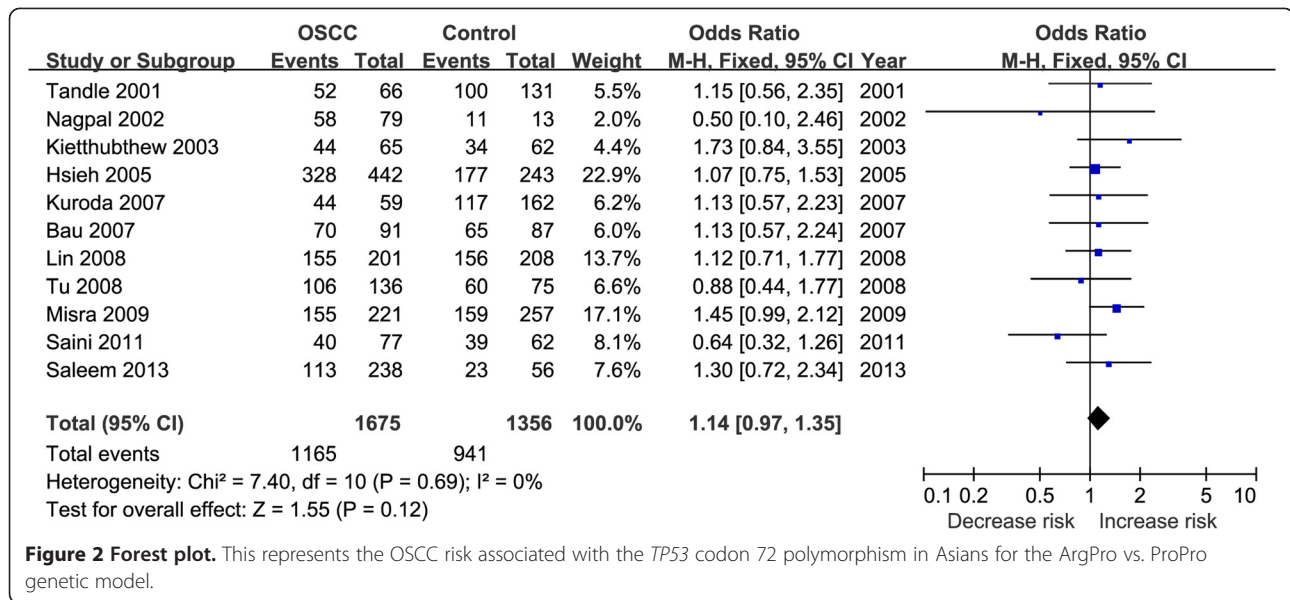 OSCC Control Odds Ratio Odds Ratio
Study or Subgroup Events Total Events Total Weight M-H, Fixed, 95% CI Year M-H, Fixed, 95% CI
Tandle 2001 52 66 100 131 5.5% 1.15 [0.56, 2.35] 2001
Nagpal 2002 58 79 11 13 2.0% 0.50 [0.10, 2.46] 2002
Kietthubthew 2003 44 65 34 62 4.4% 1.73 [0.84, 3.55] 2003
Hsieh 2005 328 442 177 243 22.9% 1.07 [0.75, 1.53] 2005
Kuroda 2007 44 59 117 162 6.2% 1.13 [0.57, 2.23] 2007
Bau 2007 70 91 65 87 6.0% 1.13 [0.57, 2.24] 2007
Lin 2008 155 201 156 208 13.7% 1.12 [0.71, 1.77] 2008
Tu 2008 106 136 60 75 6.6% 0.88 [0.44, 1.77] 2008
Misra 2009 155 221 159 257 17.1% 1.45 [0.99, 2.12] 2009
Saini 2011 40 77 39 62 8.1% 0.64 [0.32, 1.26] 2011
Saleem 2013 113 238 23 56 7.6% 1.30 [0.72, 2.34] 2013
Total (95% CI) 1675 1356 100.0% 1.14 [0.97, 1.35]
Total events 1165 941
Heterogeneity: Chi² = 7.40, df = 10 (P = 0.69); I² = 0%
Test for overall effect: Z = 1.55 (P = 0.12)
0.1 0.2 0.5 1 2 5 10
Decrease risk Increase risk
Figure 2 Forest plot. This represents the OSCC risk associated with the TP53 codon 72 polymorphism in Asians for the ArgPro vs. ProPro
genetic model.